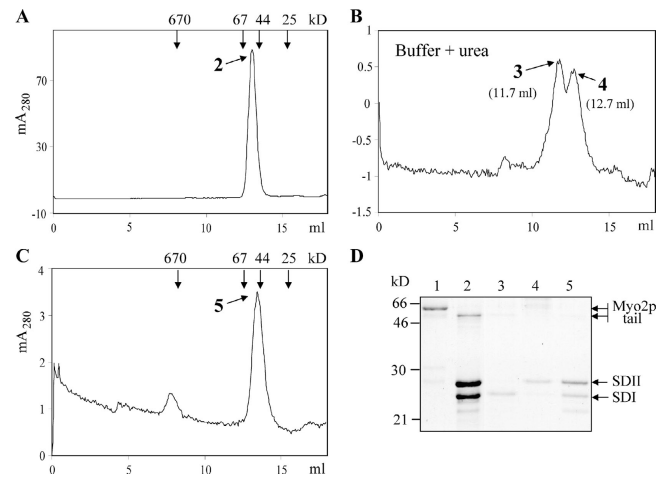 A
670 67 44 25 kD
70
30
-10
mA280
2
0 5 10 15 ml
B
Buffer + urea
1
0.5
0
-0.5
-1
-1.5
3
(11.7 ml)
4
(12.7 ml)
0 5 10 15 ml
C
670 67 44 25 kD
4
3
2
1
0
mA280
5
0 5 10 15 ml
D
kD 1 2 3 4 5
66
46
30
21
Myo2p
tail
SDII
SDI